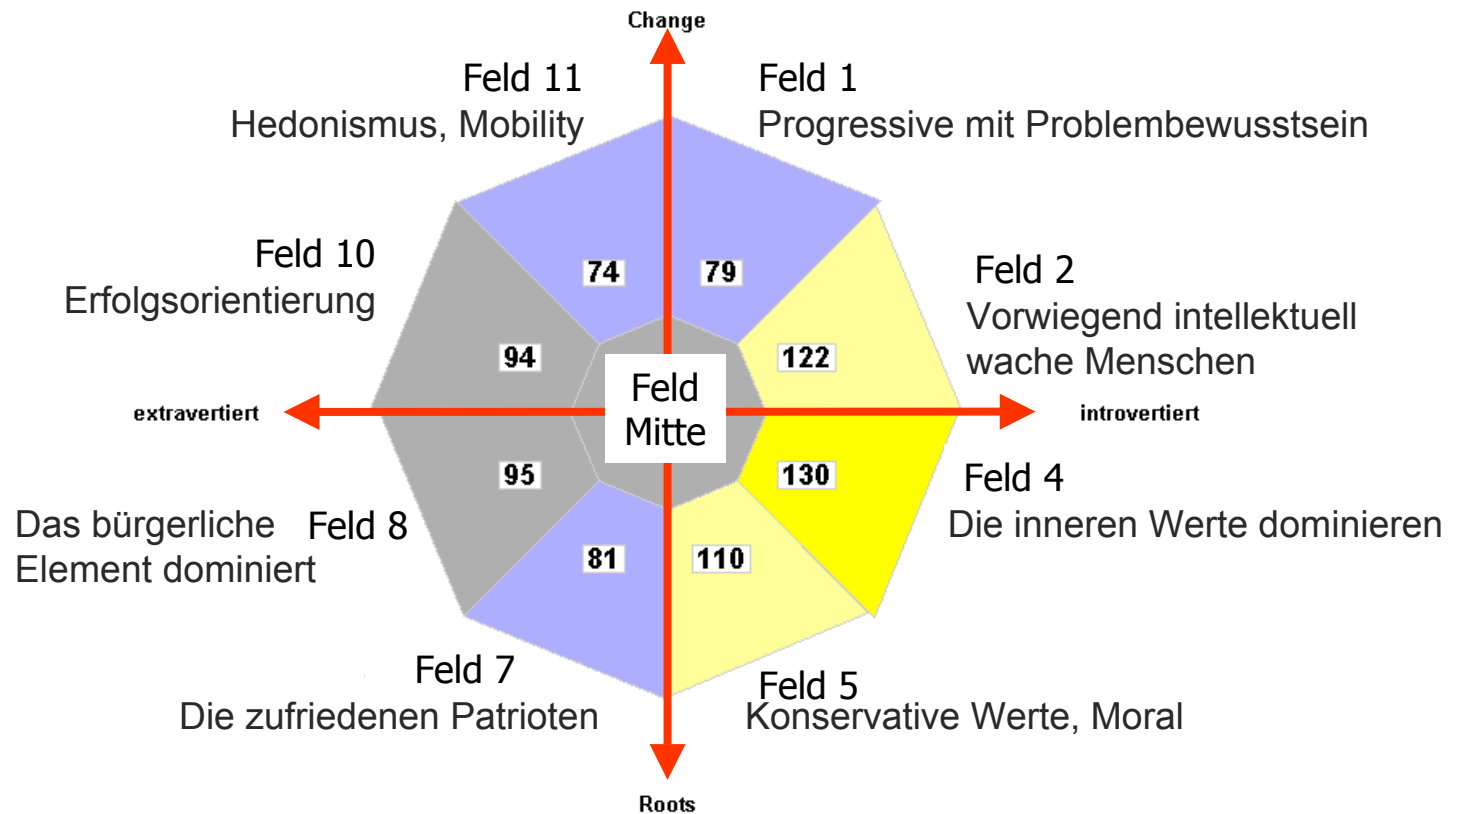 Change
Feld 11
Hedonismus, Mobility
Feld 1
Progressive mit Problembewusstsein
Feld 10
Erfolgsorientierung
74
79
Feld 2
Vorwiegend intellektuell
wache Menschen
94
122
extravertiert
Feld
Mitte
introvertiert
95
130
Feld 4
Die inneren Werte dominieren
Das bürgerliche
Element dominiert
Feld 8
81
110
Feld 7
Die zufriedenen Patrioten
Feld 5
Konservative Werte, Moral
Roots